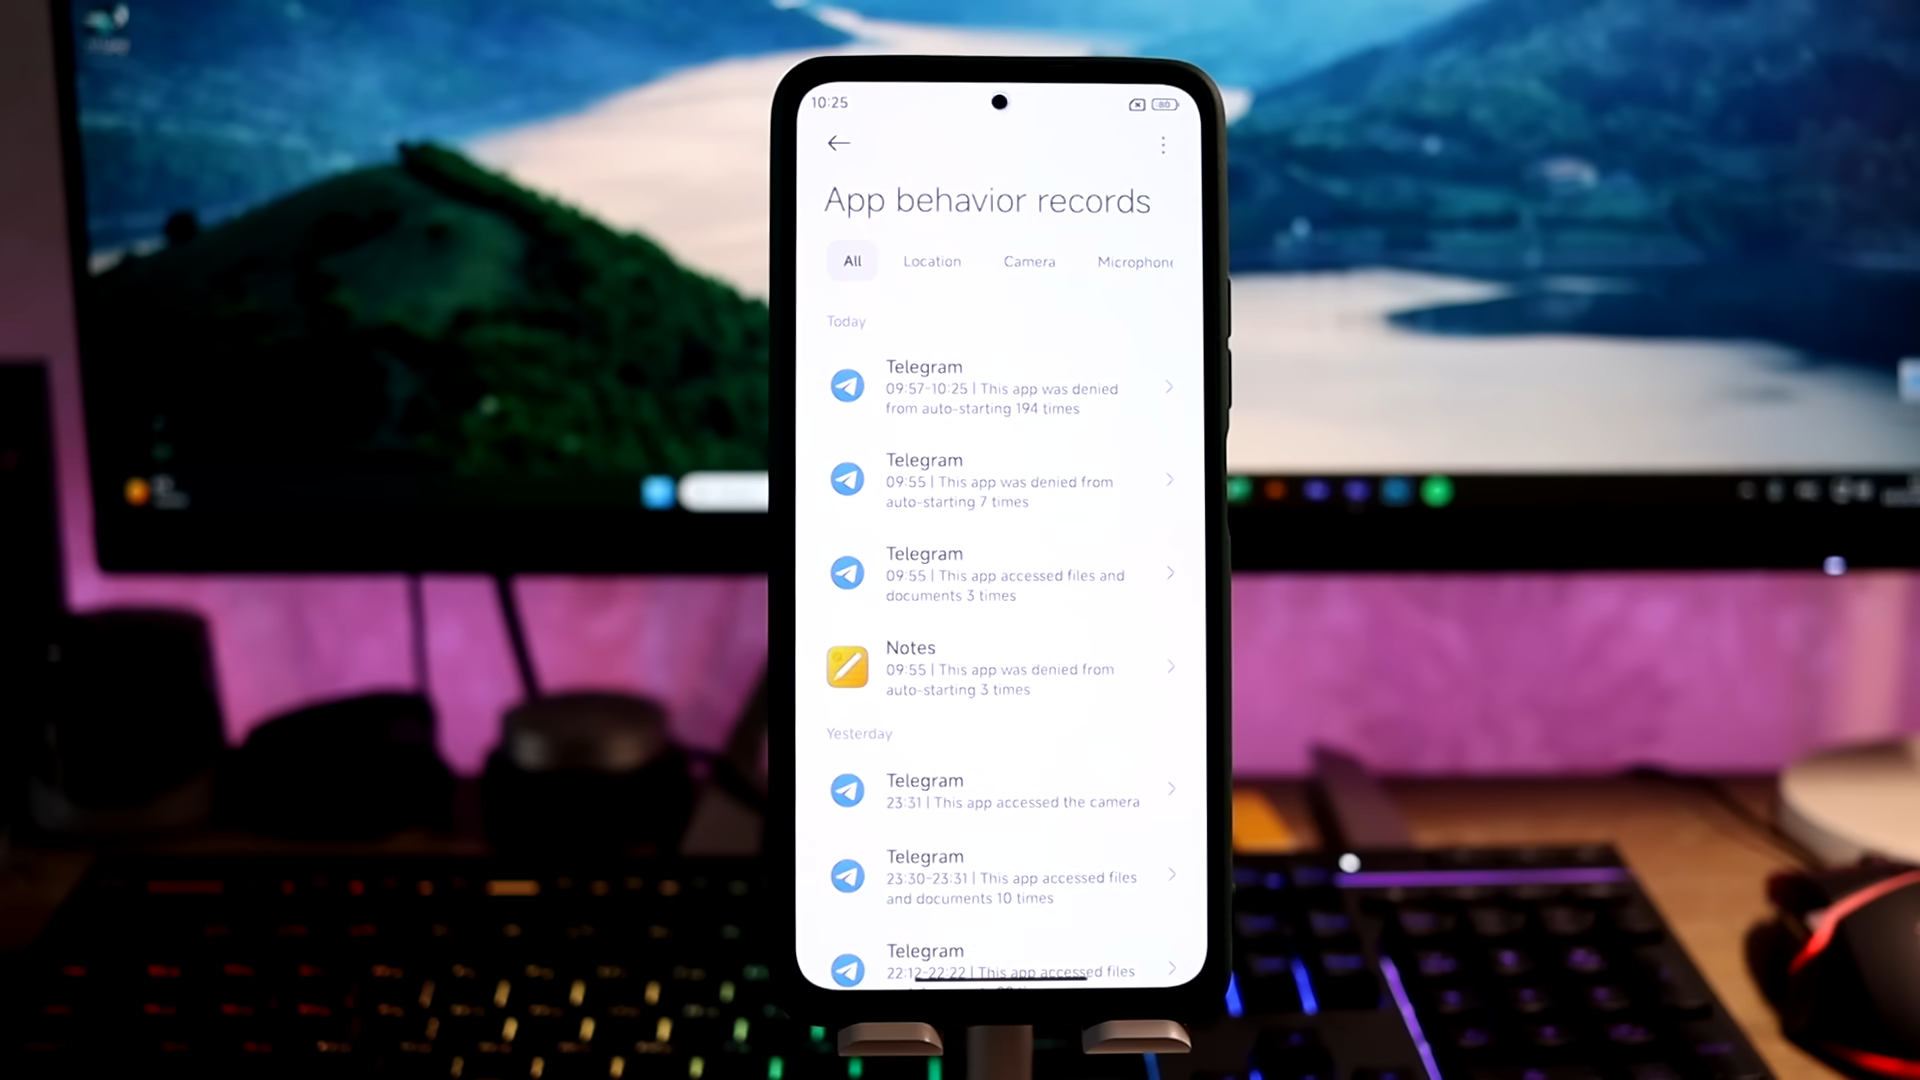 10:25
80
App behavior records
All Location Camera Microphone
Today
Telegram
09:57-10:25 | This app was denied
from auto-starting 194 times
Telegram
09:55 | This app was denied from
auto-starting 7 times
Telegram
09:55 | This app accessed files and
documents 3 times
Notes
09:55 | This app was denied from
auto-starting 3 times
Yesterday
Telegram
23:31 | This app accessed the camera
Telegram
23:30-23:31 | This app accessed files
and documents 10 times
Telegram
22:12-22:22 | This app accessed files